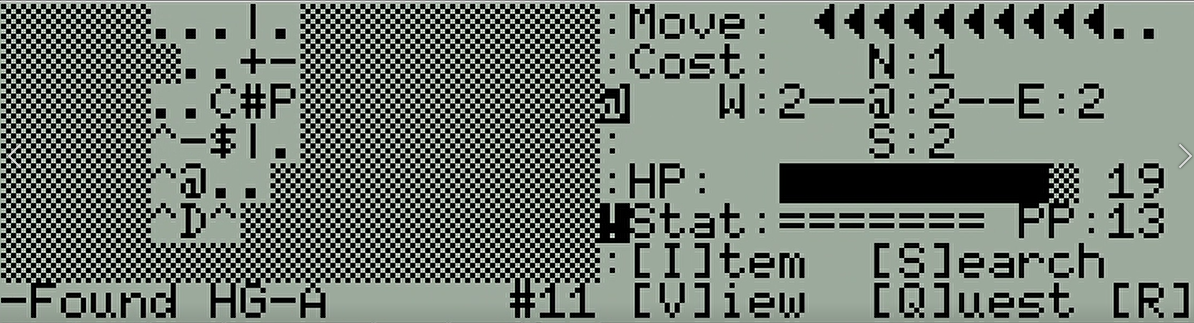 ...|. :Move: ◀◀◀◀◀◀◀◀◀◀..
..+− :Cost: N:1
..C#P @ W:2--@:2--E:2
^-$|. : S:2
^@.. :HP: 19
^D^ !Stat:======= PP:13
:[I]tem [S]earch
-Found HG-A #11 [V]iew [Q]uest [R]